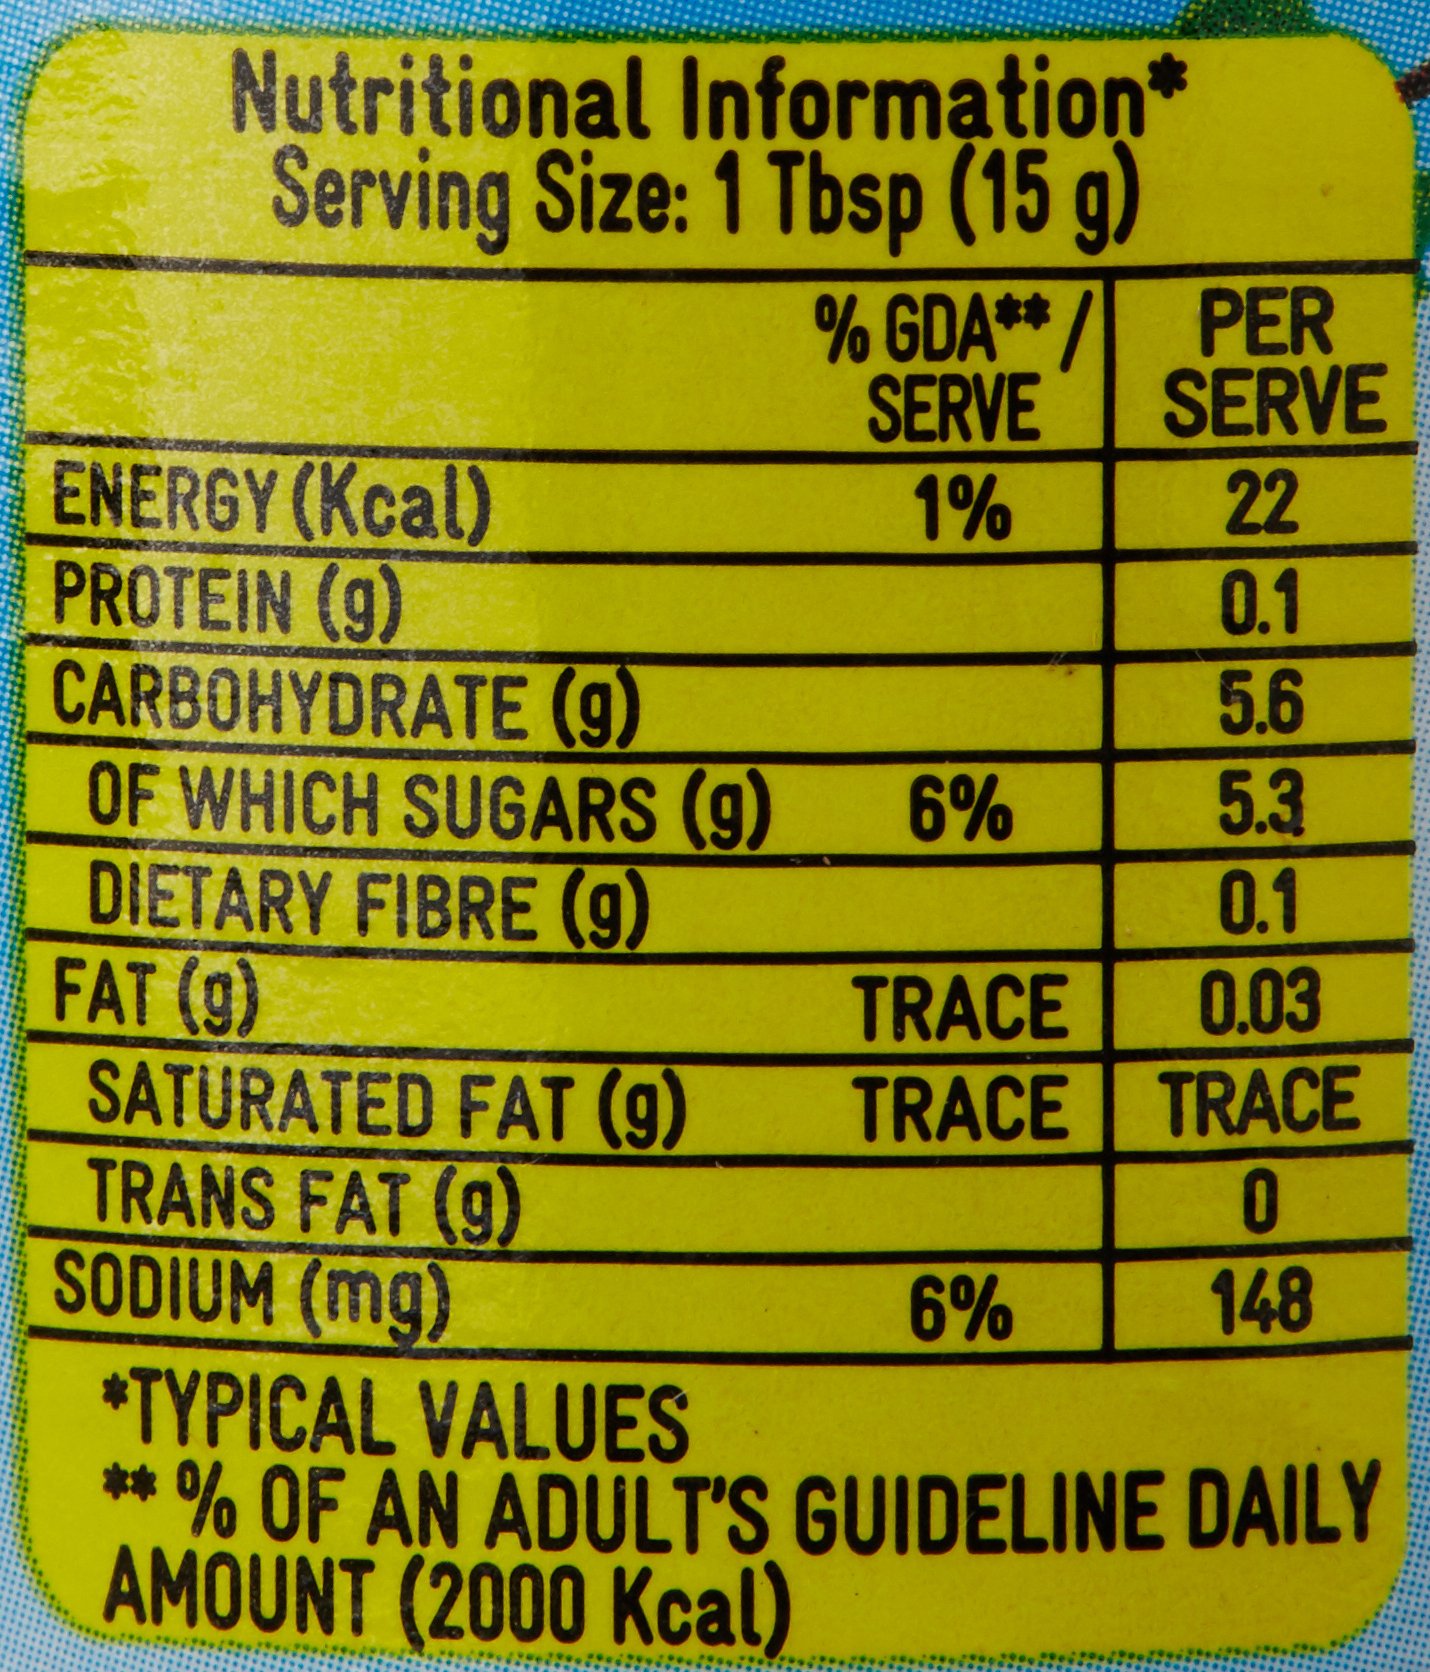 Nutritional Information*
Serving Size: 1 Tbsp (15 g)
% GDA** / SERVE PER SERVE
ENERGY (Kcal) 1% 22
PROTEIN (g) 0.1
CARBOHYDRATE (g) 5.6
OF WHICH SUGARS (g) 6% 5.3
DIETARY FIBRE (g) 0.1
FAT (g) TRACE 0.03
SATURATED FAT (g) TRACE TRACE
TRANS FAT (g) 0
SODIUM (mg) 6% 148
*TYPICAL VALUES
** % OF AN ADULT'S GUIDELINE DAILY
AMOUNT (2000 Kcal)